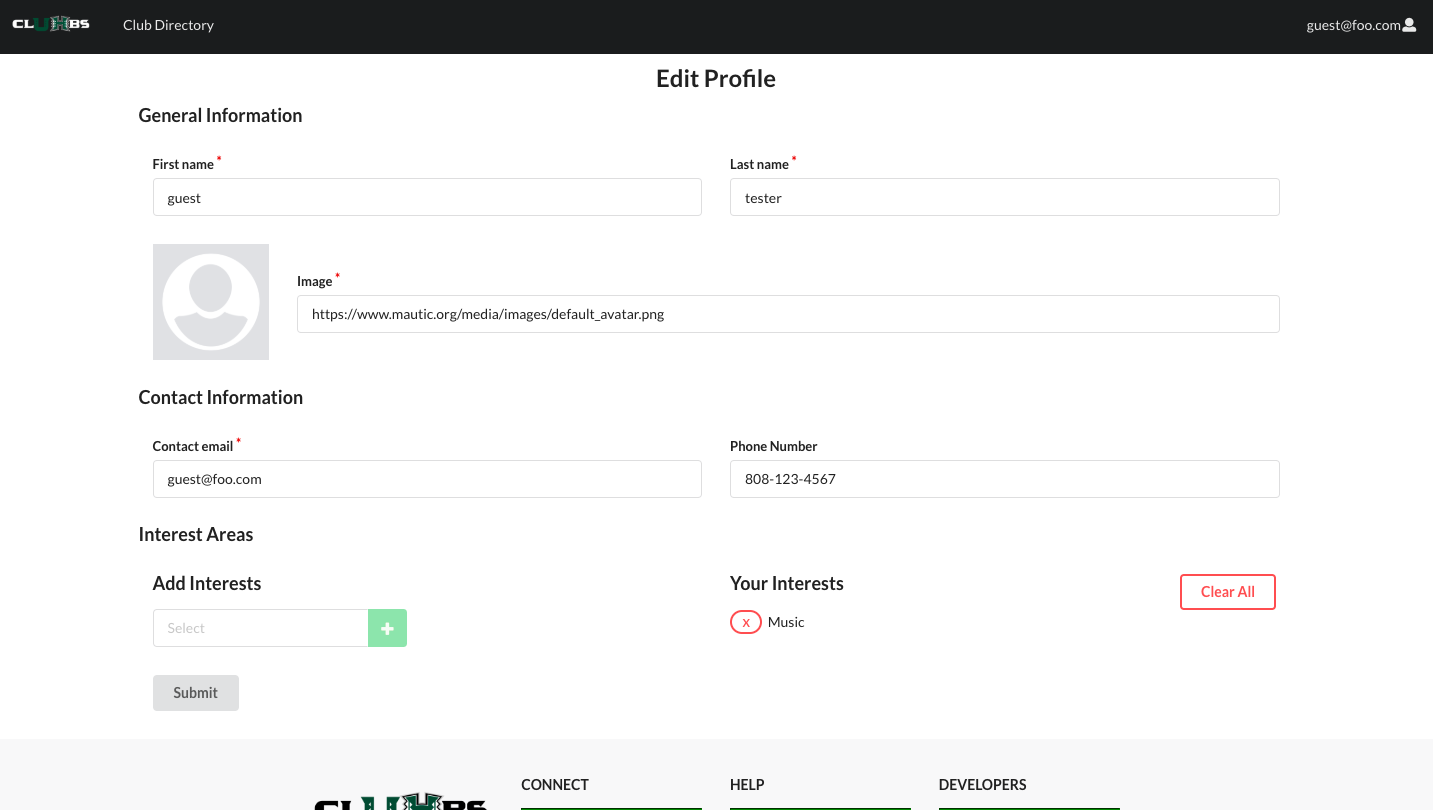 CLUHBS Club Directory guest@foo.com
Edit Profile
General Information
First name * Last name *
guest tester
Image *
https://www.mautic.org/media/images/default_avatar.png
Contact Information
Contact email * Phone Number
guest@foo.com 808-123-4567
Interest Areas
Add Interests Your Interests Clear All
Select + x Music
Submit
CLUHBS CONNECT HELP DEVELOPERS